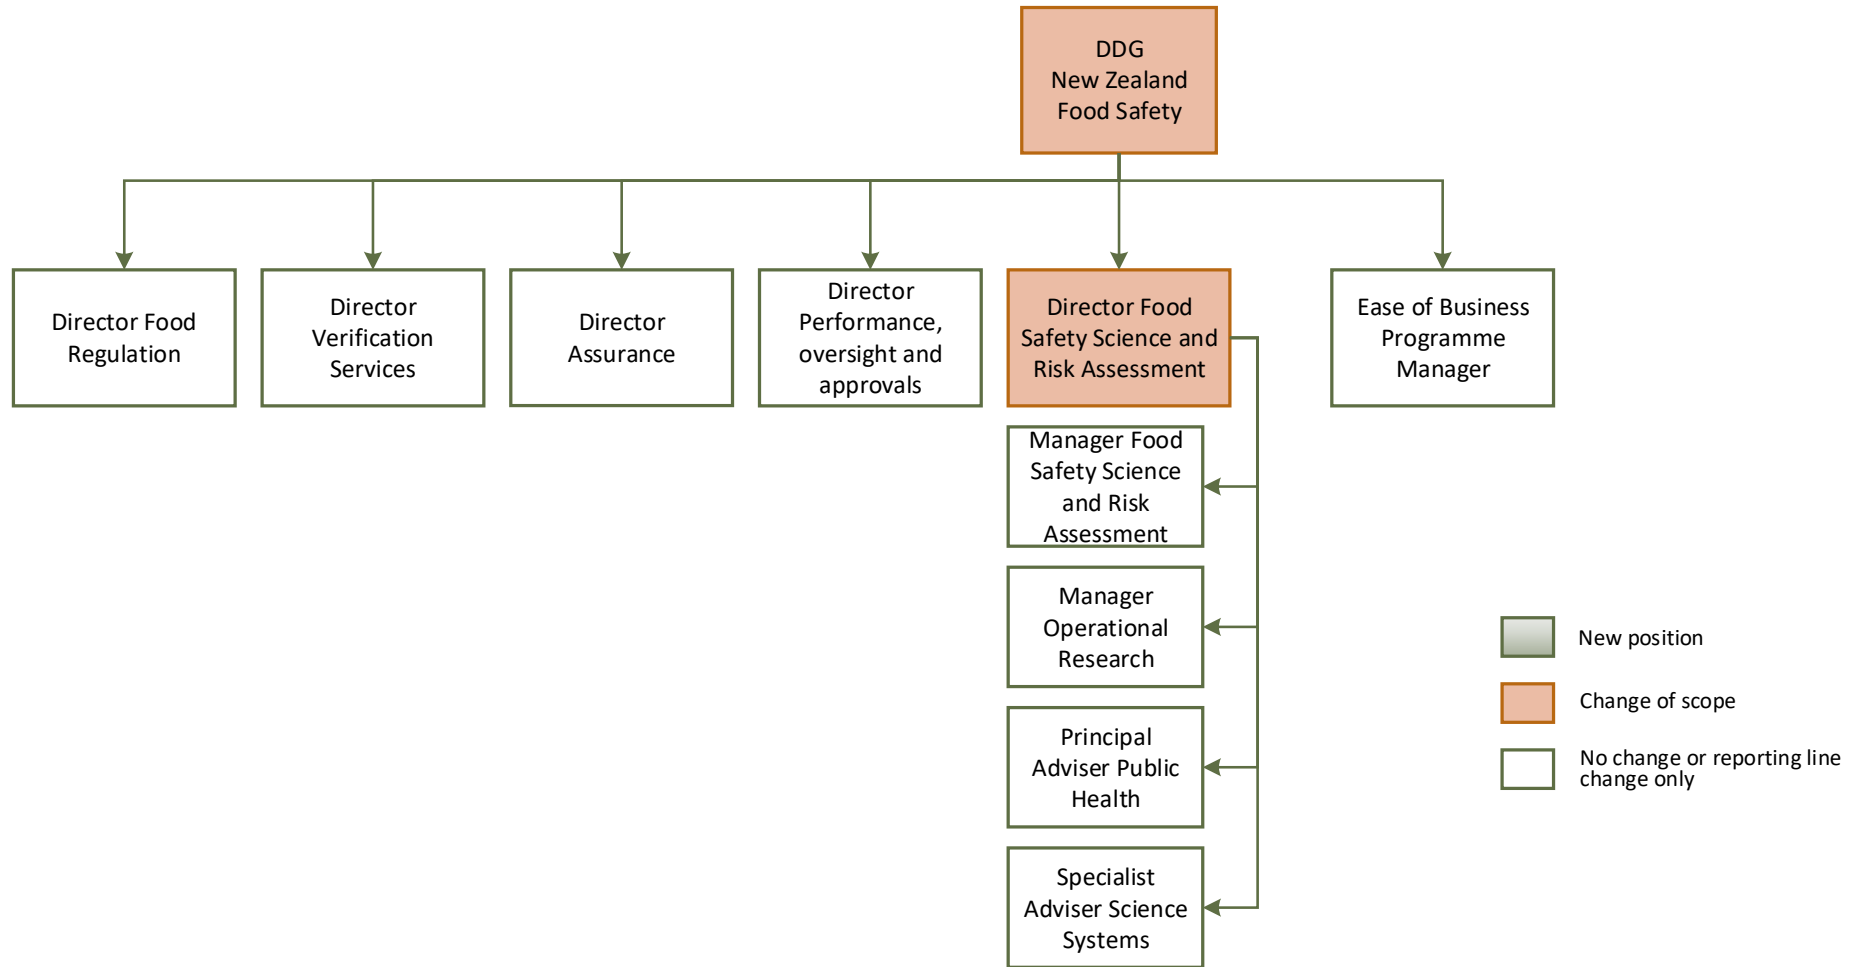 DDG
New Zealand
Food Safety
Director Food
Regulation
Director
Verification
Services
Director
Assurance
Director
Performance,
oversight and
approvals
Director Food
Safety Science and
Risk Assessment
Ease of Business
Programme
Manager
Manager Food
Safety Science
and Risk
Assessment
Manager
Operational
Research
Principal
Adviser Public
Health
Specialist
Adviser Science
Systems
New position
Change of scope
No change or reporting line
change only